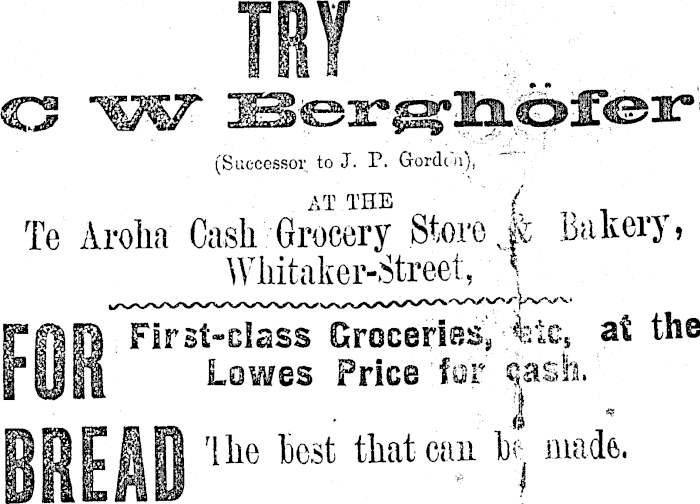 TRY
C W Berghöfer
(Successor to J. P. Gordon),
AT THE
Te Aroha Cash Grocery Store & Bakery,
Whitaker-Street,
FOR First-class Groceries, etc, at the
Lowes Price for cash.
BREAD The best that can be made.